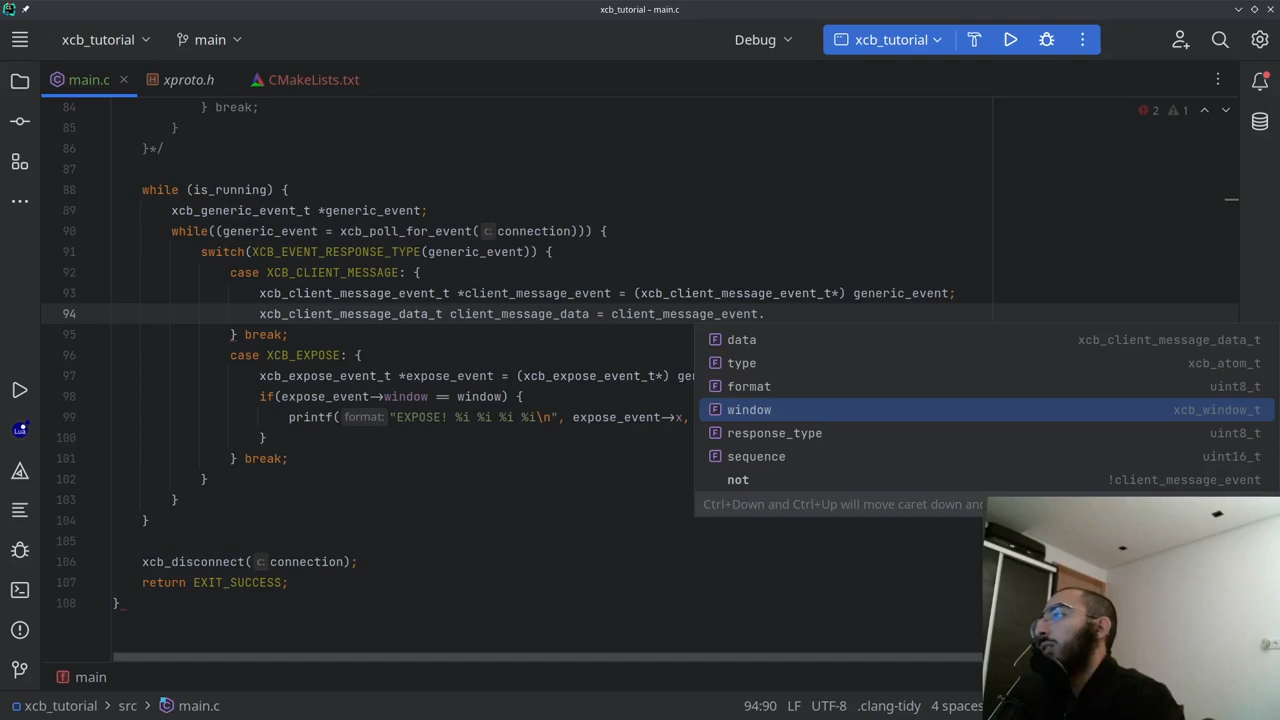 xcb_tutorial – main.c
xcb_tutorial
main
Debug
xcb_tutorial
main.c
xproto.h
CMakeLists.txt
84 } break;
2 1
85 }
86 }*/
87
88 while (is_running) {
89 xcb_generic_event_t *generic_event;
90 while((generic_event = xcb_poll_for_event( c: connection))) {
91 switch(XCB_EVENT_RESPONSE_TYPE(generic_event)) {
92 case XCB_CLIENT_MESSAGE: {
93 xcb_client_message_event_t *client_message_event = (xcb_client_message_event_t*) generic_event;
94 xcb_client_message_data_t client_message_data = client_message_event.
95 } break;
96 case XCB_EXPOSE: {
97 xcb_expose_event_t *expose_event = (xcb_expose_event_t*) ge
98 if(expose_event->window == window) {
99 printf( format: "EXPOSE! %i %i %i %i\n", expose_event->x,
100 }
101 } break;
102 }
103 }
104 }
105
106 xcb_disconnect( c: connection);
107 return EXIT_SUCCESS;
108 }
data xcb_client_message_data_t
type xcb_atom_t
format uint8_t
window xcb_window_t
response_type uint8_t
sequence uint16_t
not !client_message_event
Ctrl+Down and Ctrl+Up will move caret down and
Lua
main
xcb_tutorial > src > main.c
94:90 LF UTF-8 .clang-tidy 4 spaces